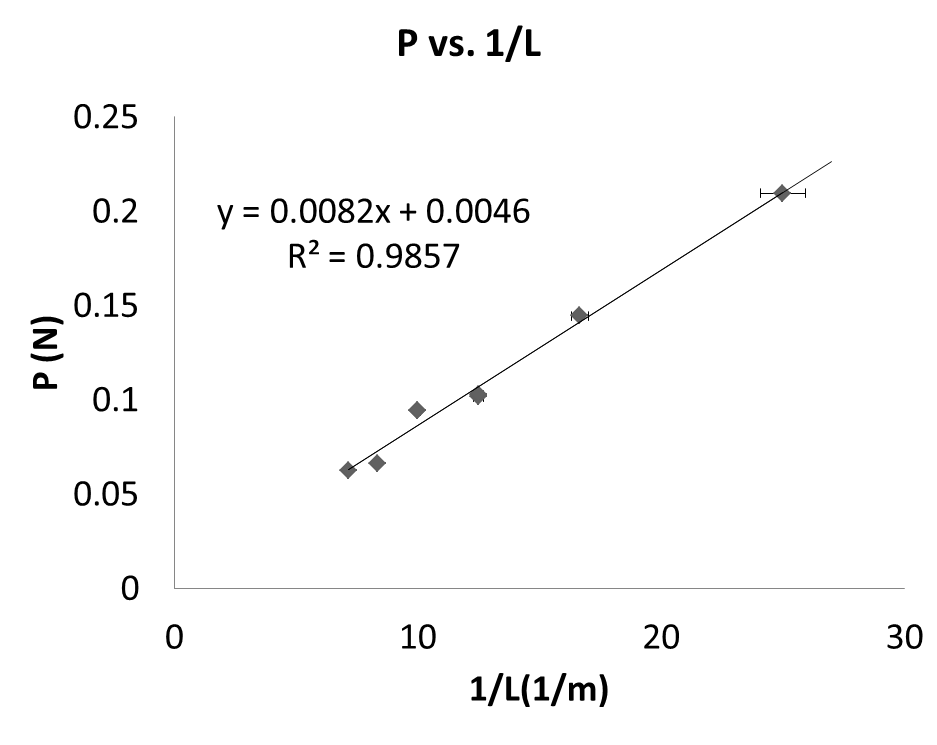 P vs. 1/L
0.25
0.2
0.15
0.1
0.05
0
y = 0.0082x + 0.0046
R² = 0.9857
P (N)
0
10
20
30
1/L(1/m)